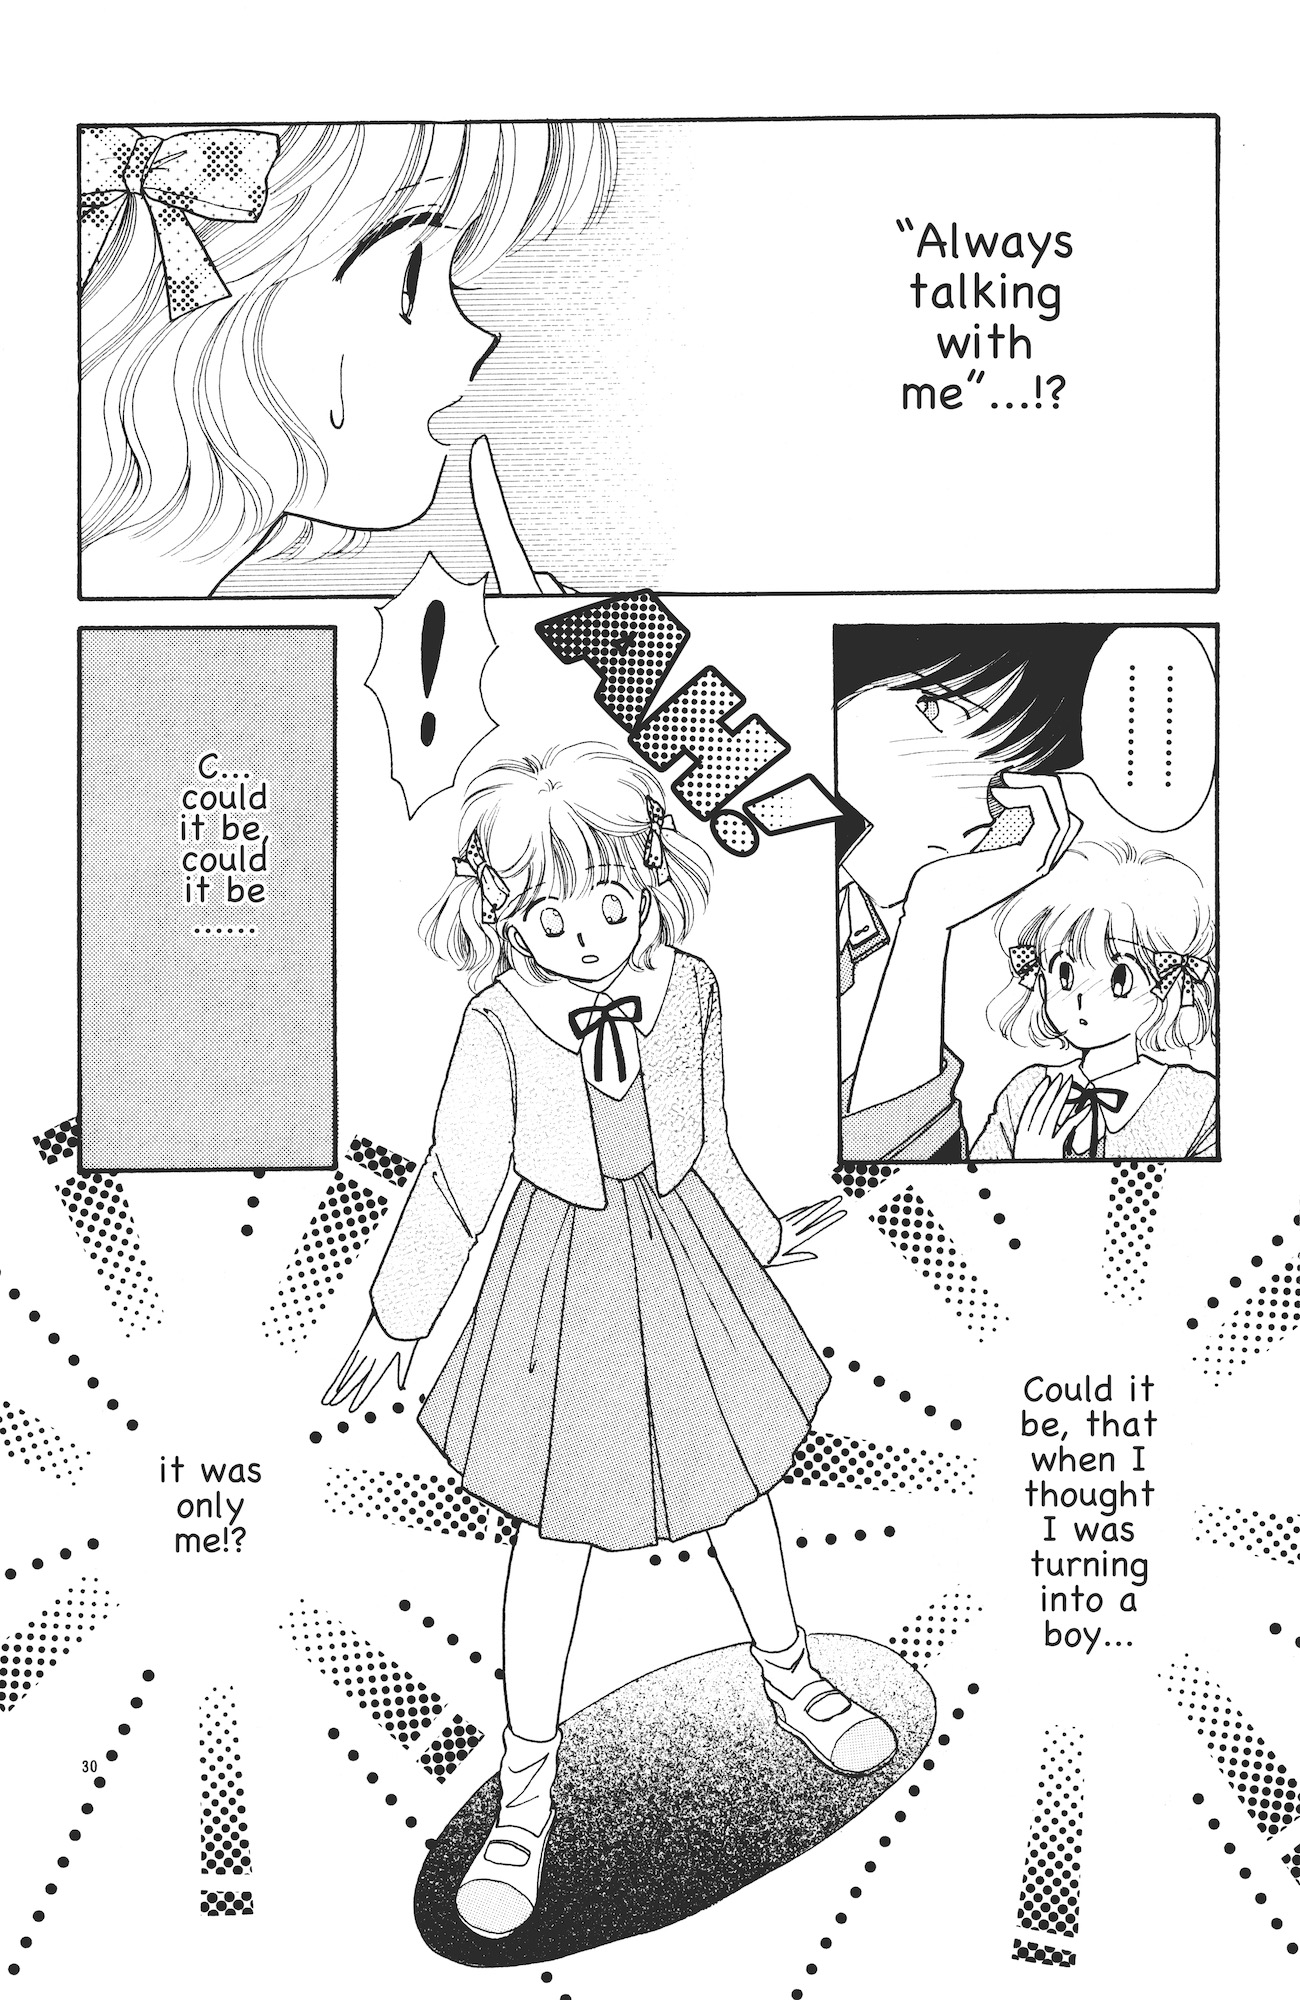 “Always
talking
with
me”...!?
............
AH!
!
C...
could
it be,
could
it be
......
Could it
be, that
when I
thought
I was
turning
into a
boy...
it was
only
me!?
30